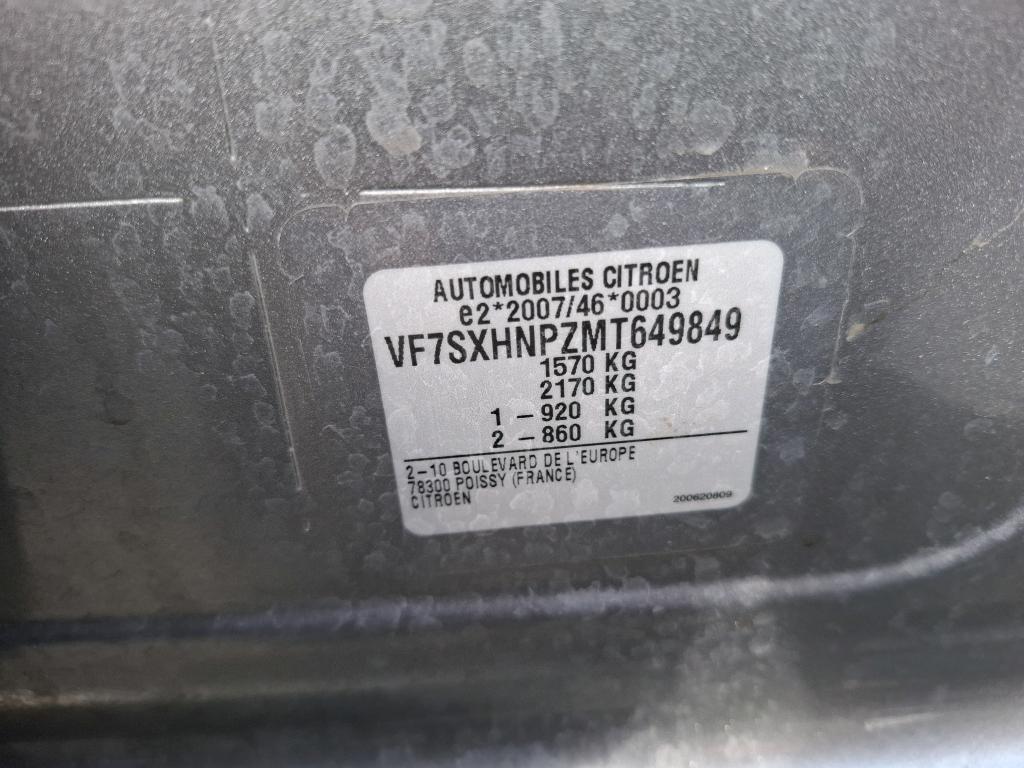 AUTOMOBILES CITROEN
e2*2007/46*0003
VF7SXHNPZMT649849
1570 KG
2170 KG
1 – 920 KG
2 – 860 KG
2–10 BOULEVARD DE L'EUROPE
78300 POISSY (FRANCE)
CITROEN
200620809